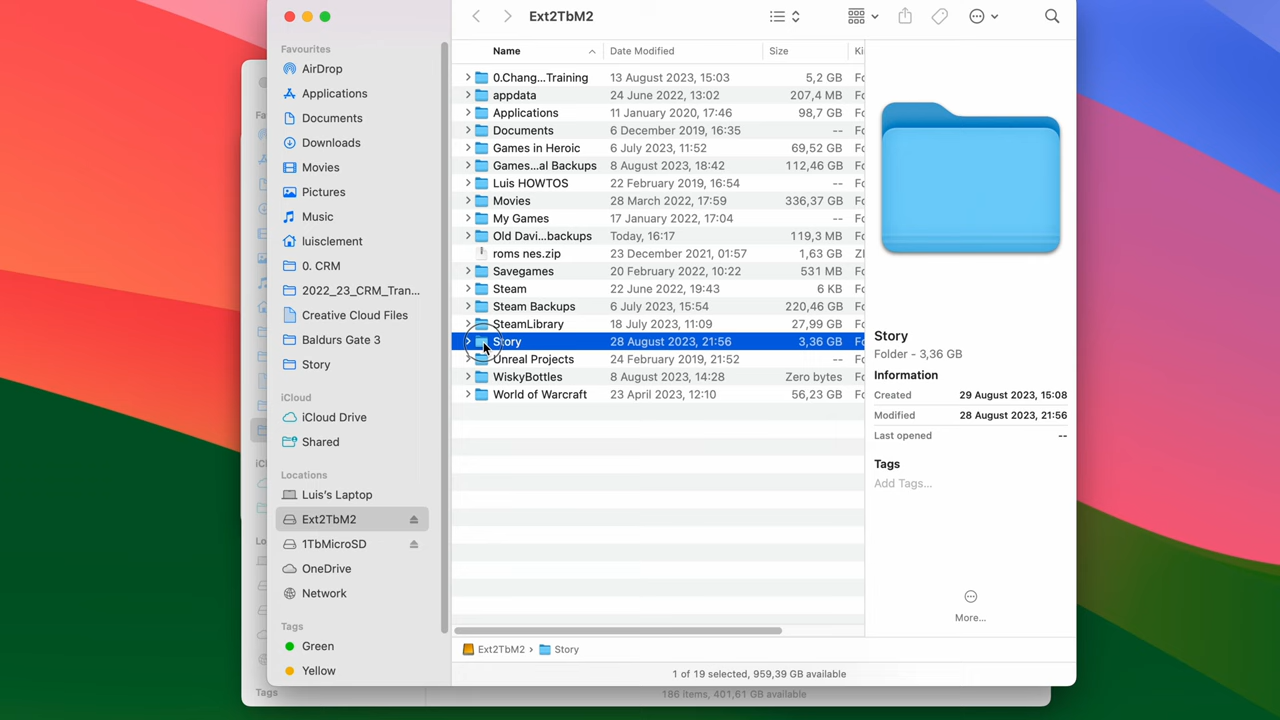 Ext2TbM2
Favourites
AirDrop
Applications
Documents
Downloads
Movies
Pictures
Music
luisclement
0. CRM
2022_23_CRM_Tran...
Creative Cloud Files
Baldurs Gate 3
Story
iCloud
iCloud Drive
Shared
Locations
Luis's Laptop
Ext2TbM2
1TbMicroSD
OneDrive
Network
Tags
Green
Yellow
Name Date Modified Size
0.Chang...Training 13 August 2023, 15:03 5,2 GB
appdata 24 June 2022, 13:02 207,4 MB
Applications 11 January 2020, 17:46 98,7 GB
Documents 6 December 2019, 16:35 --
Games in Heroic 6 July 2023, 11:52 69,52 GB
Games...al Backups 8 August 2023, 18:42 112,46 GB
Luis HOWTOS 22 February 2019, 16:54 --
Movies 28 March 2022, 17:59 336,37 GB
My Games 17 January 2022, 17:04 --
Old Davi...backups Today, 16:17 119,3 MB
roms nes.zip 23 December 2021, 01:57 1,63 GB
Savegames 20 February 2022, 10:22 531 MB
Steam 22 June 2022, 19:43 6 KB
Steam Backups 6 July 2023, 15:54 220,46 GB
SteamLibrary 18 July 2023, 11:09 27,99 GB
Story 28 August 2023, 21:56 3,36 GB
Unreal Projects 24 February 2019, 21:52 --
WiskyBottles 8 August 2023, 14:28 Zero bytes
World of Warcraft 23 April 2023, 12:10 56,23 GB
Story
Folder - 3,36 GB
Information
Created 29 August 2023, 15:08
Modified 28 August 2023, 21:56
Last opened --
Tags
Add Tags...
More...
Ext2TbM2 › Story
1 of 19 selected, 959,39 GB available
Tags
186 items, 401,61 GB available